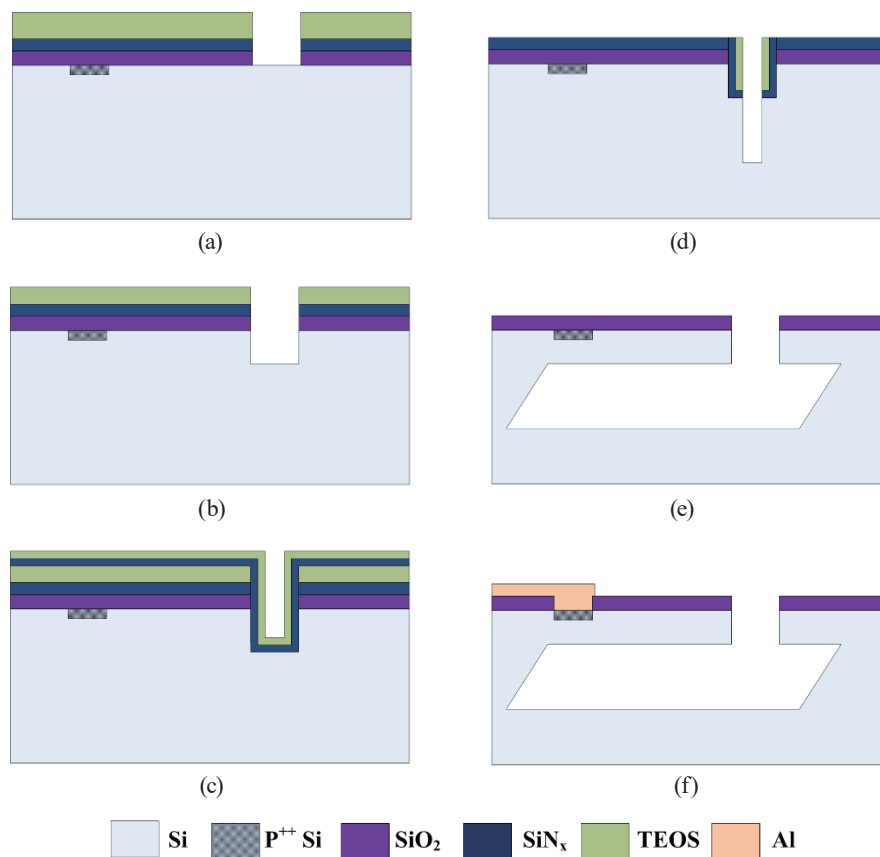 (a)
(d)
(b)
(e)
(c)
(f)
Si P⁺⁺ Si SiO₂ SiNₓ TEOS Al